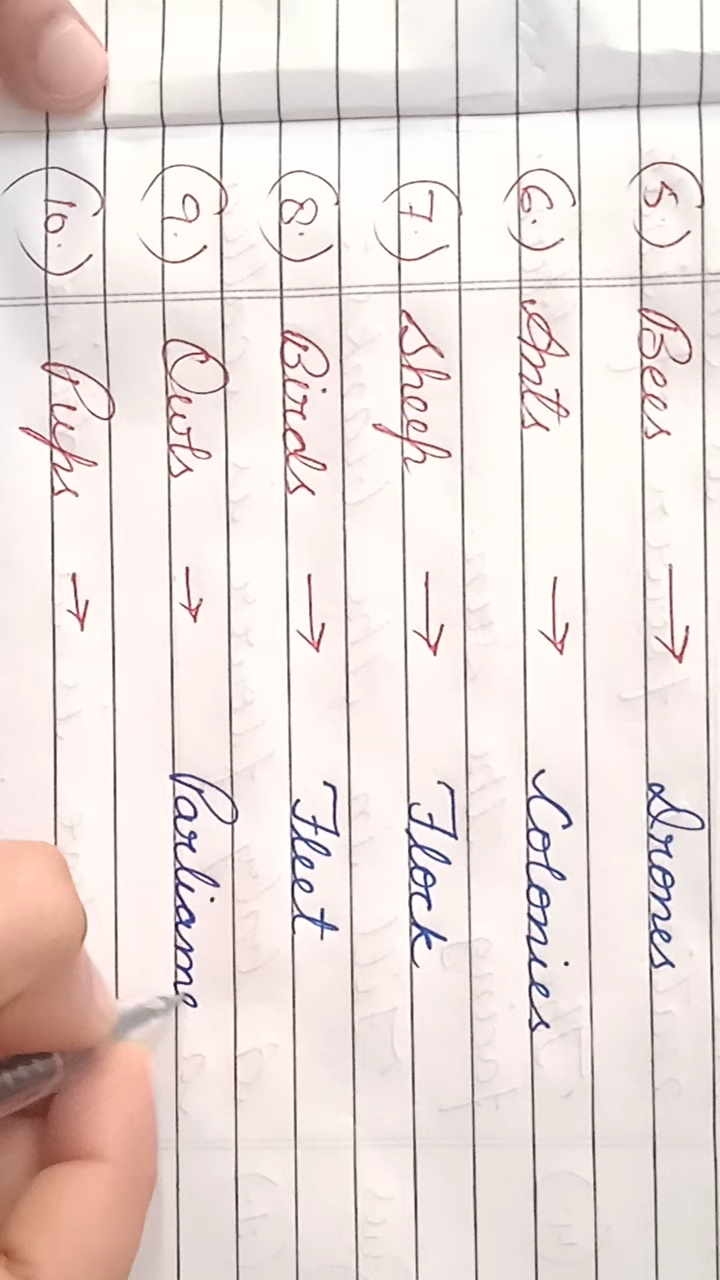 (5.) Bees → Drones
(6.) Ants → Colonies
(7.) Sheep → Flock
(8.) Birds → Fleet
(9.) Owls → Parliame
(10.) Pups →